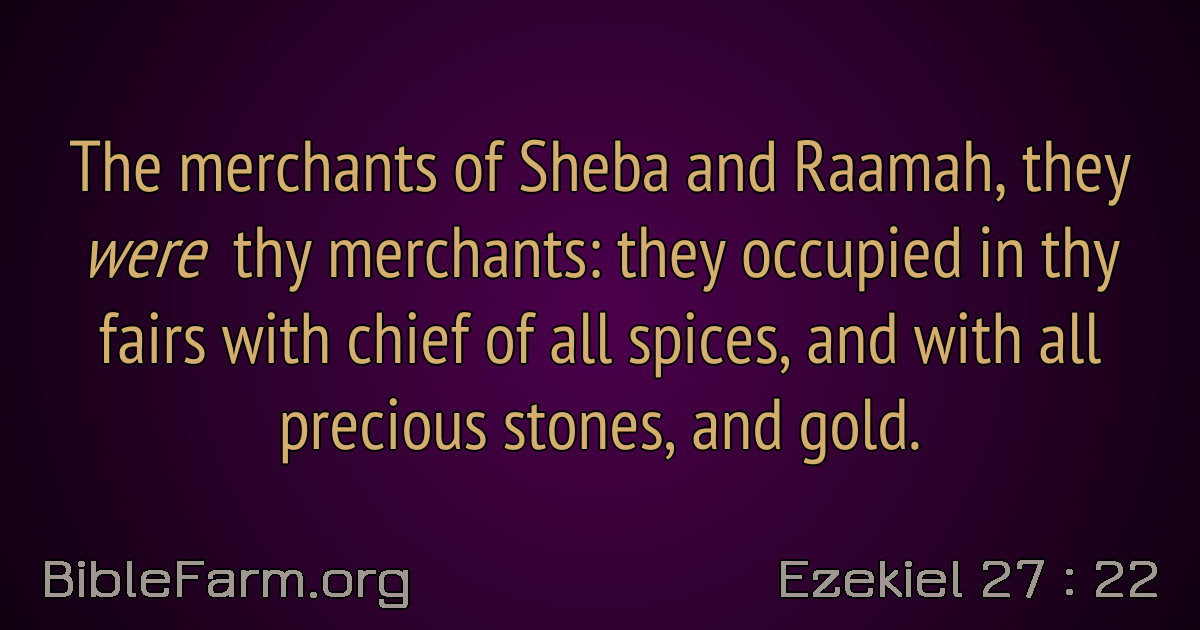 The merchants of Sheba and Raamah, they
were thy merchants: they occupied in thy
fairs with chief of all spices, and with all
precious stones, and gold.
BibleFarm.org
Ezekiel 27 : 22